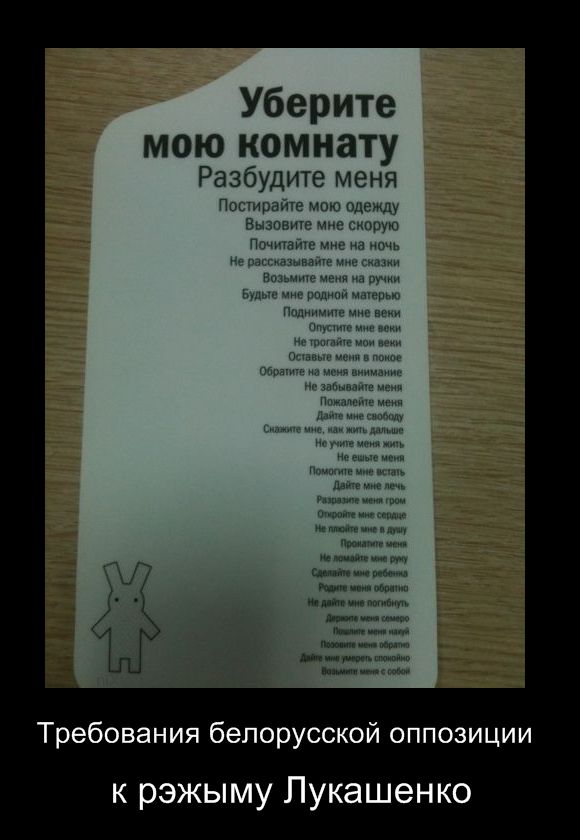 Уберите
мою комнату
Разбудите меня
Постирайте мою одежду
Вызовите мне скорую
Почитайте мне на ночь
Не рассказывайте мне сказки
Возьмите меня на ручки
Будьте мне родной матерью
Поднимите мне веки
Опустите мне веки
Не трогайте мои веки
Оставьте меня в покое
Обратите на меня внимание
Не забывайте меня
Пожалейте меня
Дайте мне свободу
Скажите мне, как жить дальше
Не учите меня жить
Не ешьте меня
Помогите мне встать
Дайте мне лечь
Разразите меня гром
Откройте мне сердце
Не плюйте мне в душу
Прокатите меня
Не ломайте мне руку
Сделайте мне ребенка
Родите меня обратно
Не дайте мне погибнуть
Держите меня семеро
Пошлите меня нахуй
Позовите меня обратно
Дайте мне умереть спокойно
Возьмите меня с собой
Требования белорусской оппозиции
к рэжыму Лукашенко